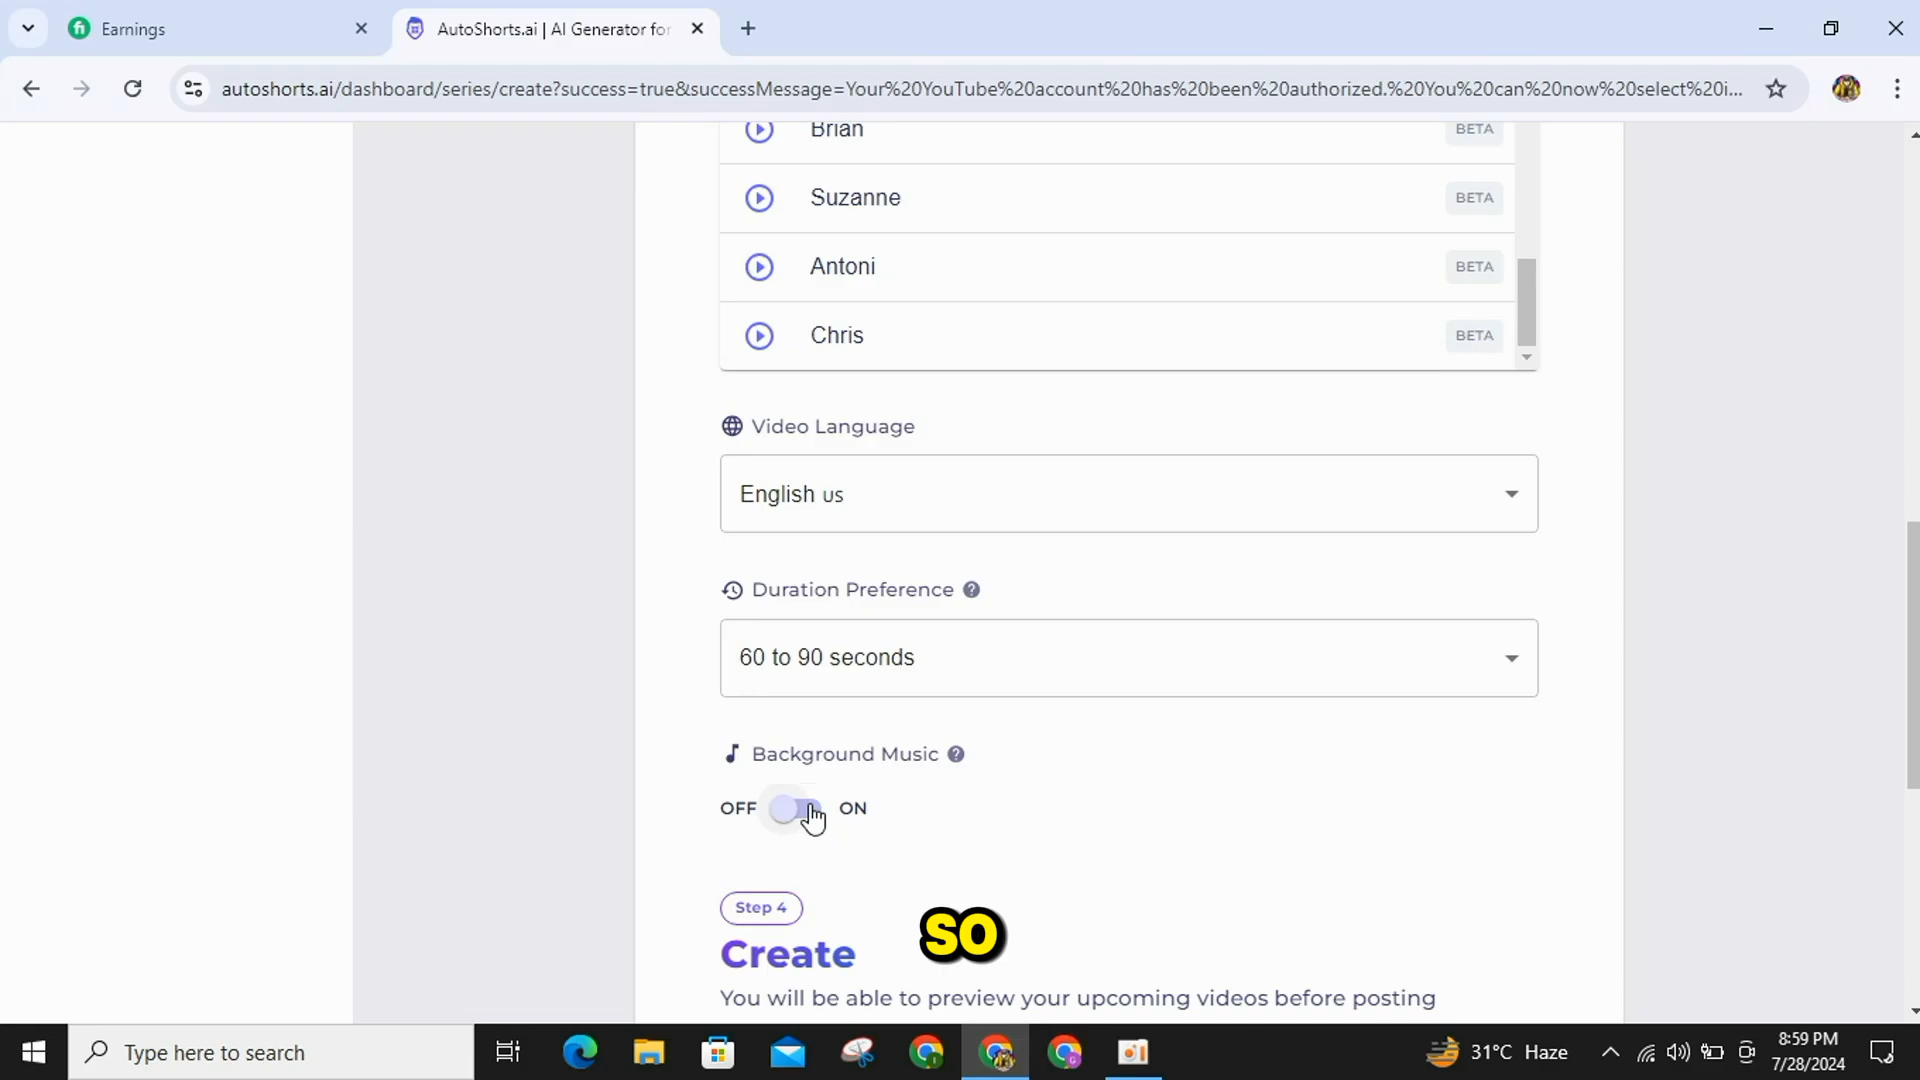 Earnings
AutoShorts.ai | AI Generator for
autoshorts.ai/dashboard/series/create?success=true&successMessage=Your%20YouTube%20account%20has%20been%20authorized.%20You%20can%20now%20select%20i...
Brian BETA
Suzanne BETA
Antoni BETA
Chris BETA
Video Language
English US
Duration Preference
60 to 90 seconds
Background Music
OFF ON
Step 4
Create
SO
You will be able to preview your upcoming videos before posting
Type here to search
31°C Haze
8:59 PM
7/28/2024